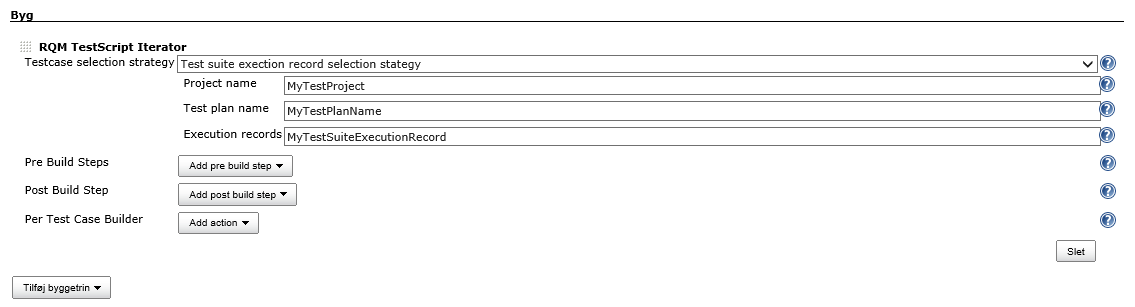 Byg
RQM TestScript Iterator
Testcase selection strategy Test suite exection record selection stategy
Project name MyTestProject
Test plan name MyTestPlanName
Execution records MyTestSuiteExecutionRecord
Pre Build Steps Add pre build step
Post Build Step Add post build step
Per Test Case Builder Add action
Slet
Tilføj byggetrin